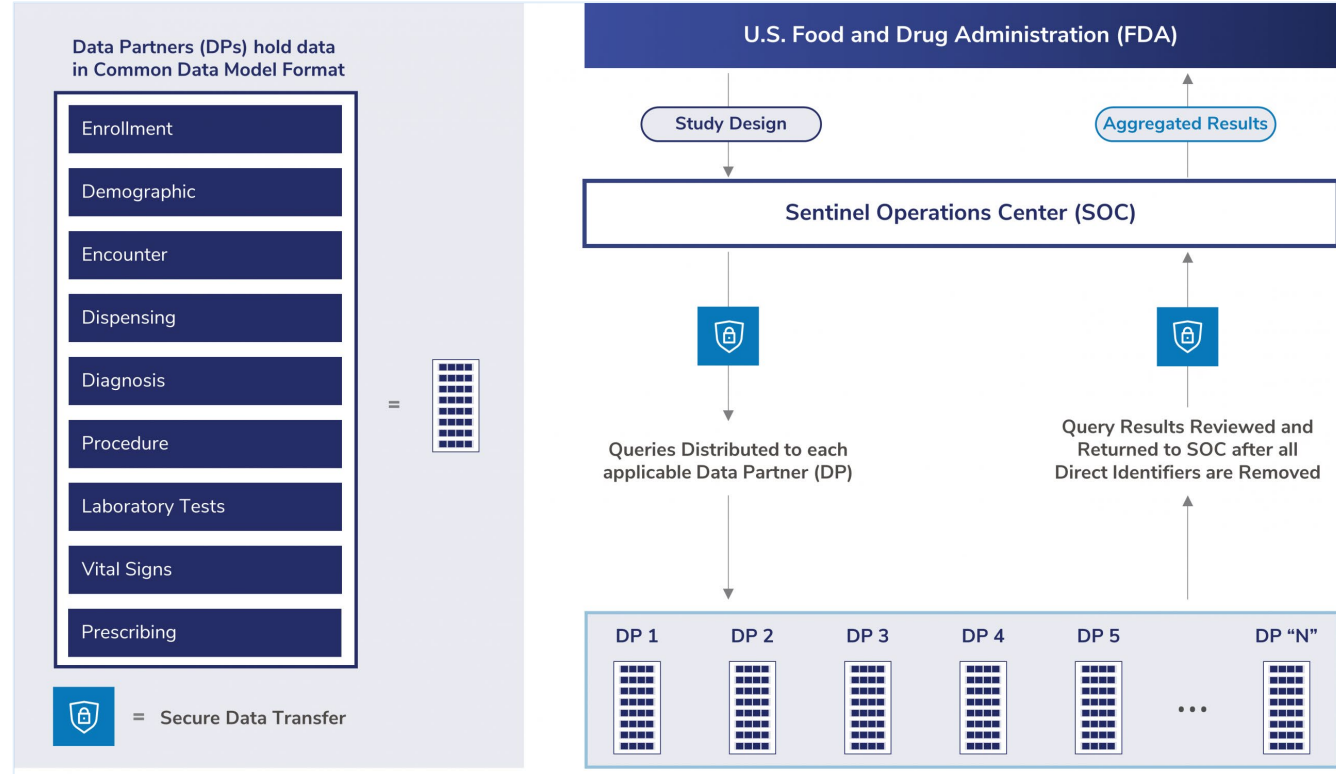 Data Partners (DPs) hold data
in Common Data Model Format
Enrollment
Demographic
Encounter
Dispensing
Diagnosis
Procedure
Laboratory Tests
Vital Signs
Prescribing
=
= Secure Data Transfer
U.S. Food and Drug Administration (FDA)
Study Design
Aggregated Results
Sentinel Operations Center (SOC)
Queries Distributed to each
applicable Data Partner (DP)
Query Results Reviewed and
Returned to SOC after all
Direct Identifiers are Removed
DP 1
DP 2
DP 3
DP 4
DP 5
...
DP “N”